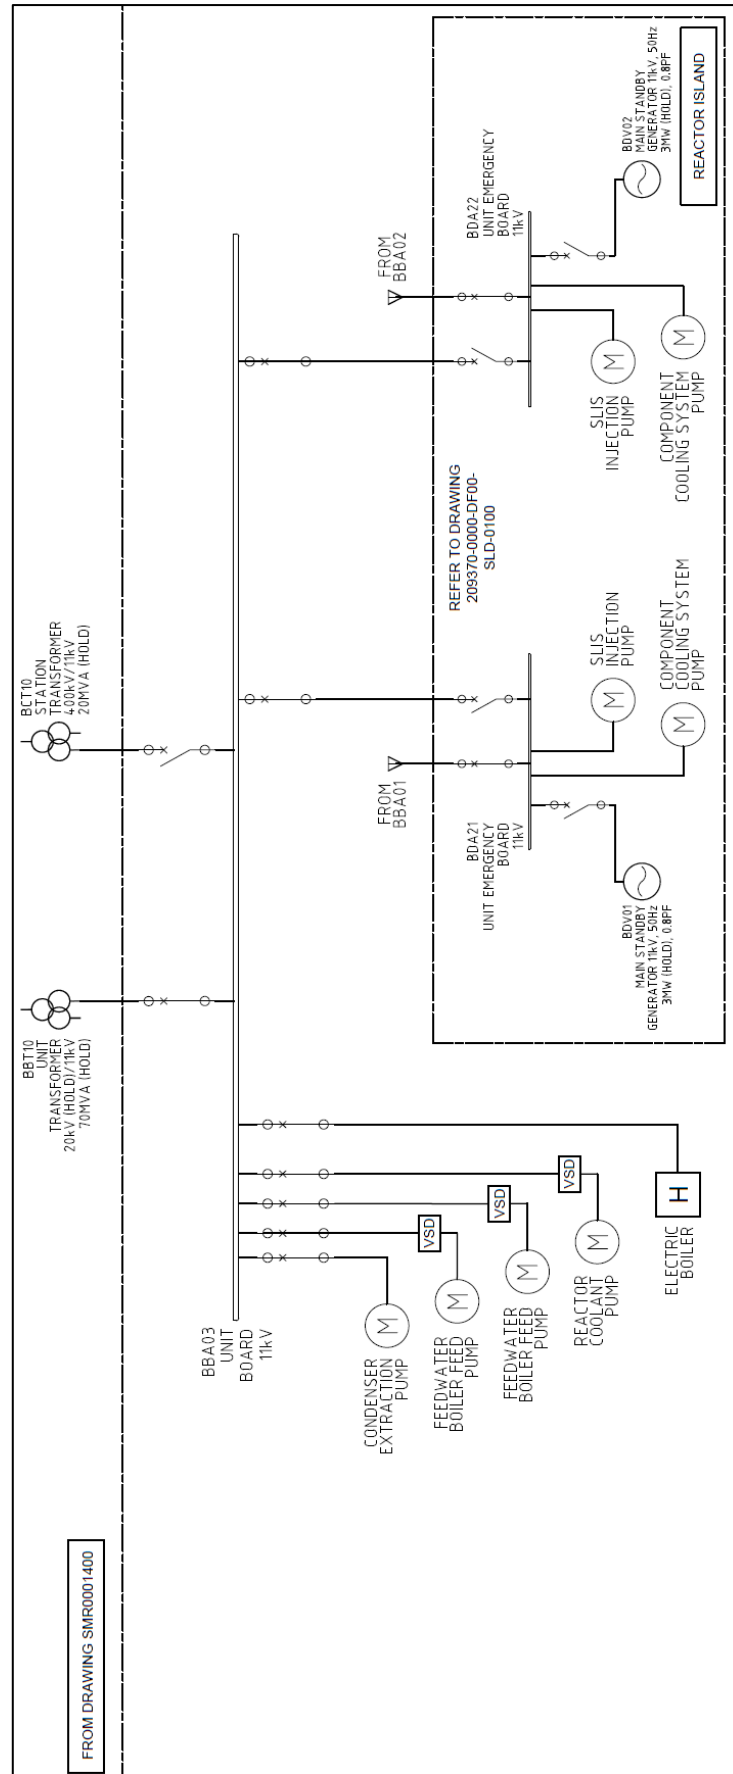 FROM DRAWING SMR0001400
BBT10
UNIT
TRANSFORMER
20kV (HOLD)/11kV
70MVA (HOLD)
BCT10
STATION
TRANSFORMER
400kV/11kV
20MVA (HOLD)
BBA03
UNIT
BOARD
11kV
CONDENSER
EXTRACTION
PUMP
M
FEEDWATER
BOILER FEED
PUMP
M
VSD
FEEDWATER
BOILER FEED
PUMP
M
VSD
REACTOR
COOLANT
PUMP
M
VSD
ELECTRIC
BOILER
H
FROM
BBA01
BDA21
UNIT EMERGENCY
BOARD
11kV
BDV01
MAIN STANDBY
GENERATOR 11kV, 50Hz
3MW (HOLD), 0.8PF
SLIS
INJECTION
PUMP
M
COMPONENT
COOLING SYSTEM
PUMP
M
REFER TO DRAWING
209370-0000-DF00-
SLD-0100
FROM
BBA02
BDA22
UNIT EMERGENCY
BOARD
11kV
SLIS
INJECTION
PUMP
M
COMPONENT
COOLING SYSTEM
PUMP
M
BDV02
MAIN STANDBY
GENERATOR 11kV, 50Hz
3MW (HOLD), 0.8PF
REACTOR ISLAND